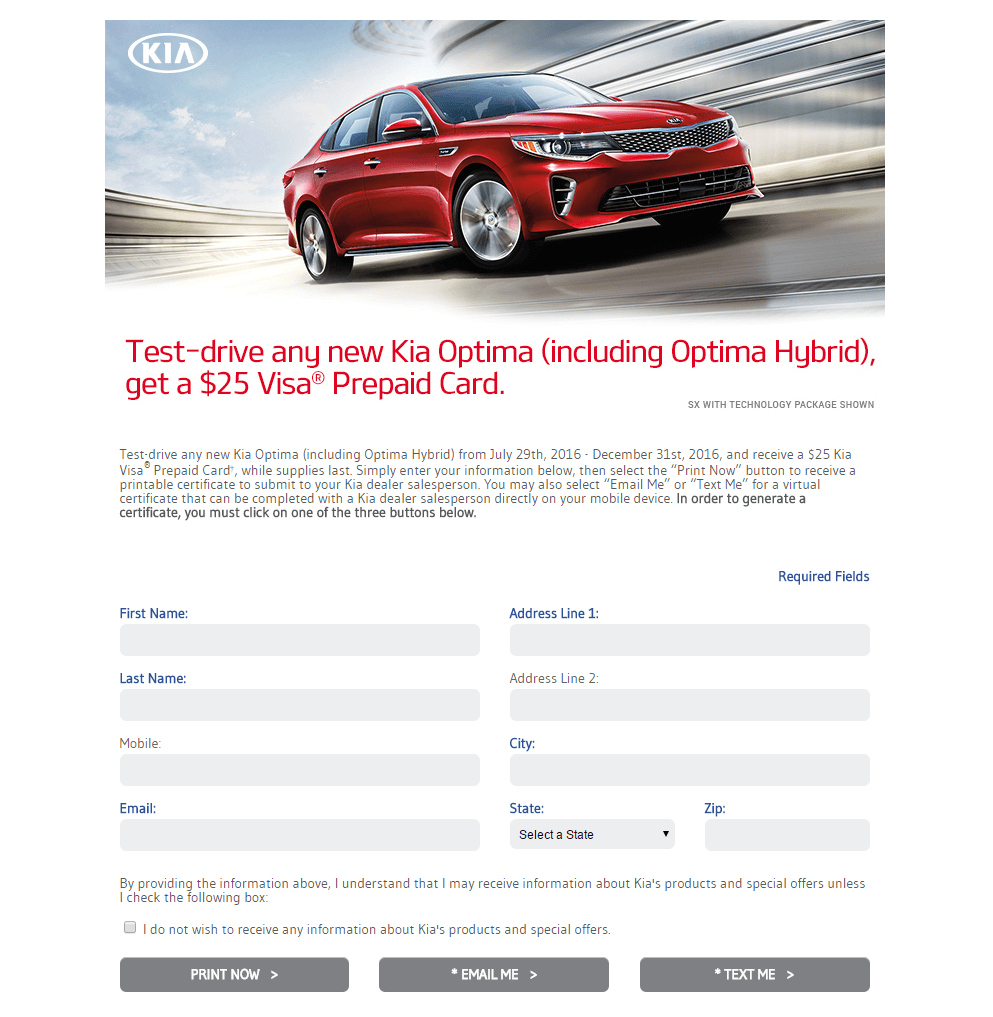 KIA
Test-drive any new Kia Optima (including Optima Hybrid),
get a $25 Visa® Prepaid Card.
SX WITH TECHNOLOGY PACKAGE SHOWN
Test-drive any new Kia Optima (including Optima Hybrid) from July 29th, 2016 - December 31st, 2016, and receive a $25 Kia
Visa® Prepaid Card*, while supplies last. Simply enter your information below, then select the “Print Now” button to receive a
printable certificate to submit to your Kia dealer salesperson. You may also select “Email Me” or “Text Me” for a virtual
certificate that can be completed with a Kia dealer salesperson directly on your mobile device. In order to generate a
certificate, you must click on one of the three buttons below.
Required Fields
First Name:
Address Line 1:
Last Name:
Address Line 2:
Mobile:
City:
Email:
State:
Zip:
Select a State
By providing the information above, I understand that I may receive information about Kia's products and special offers unless
I check the following box:
I do not wish to receive any information about Kia's products and special offers.
PRINT NOW >
* EMAIL ME >
* TEXT ME >